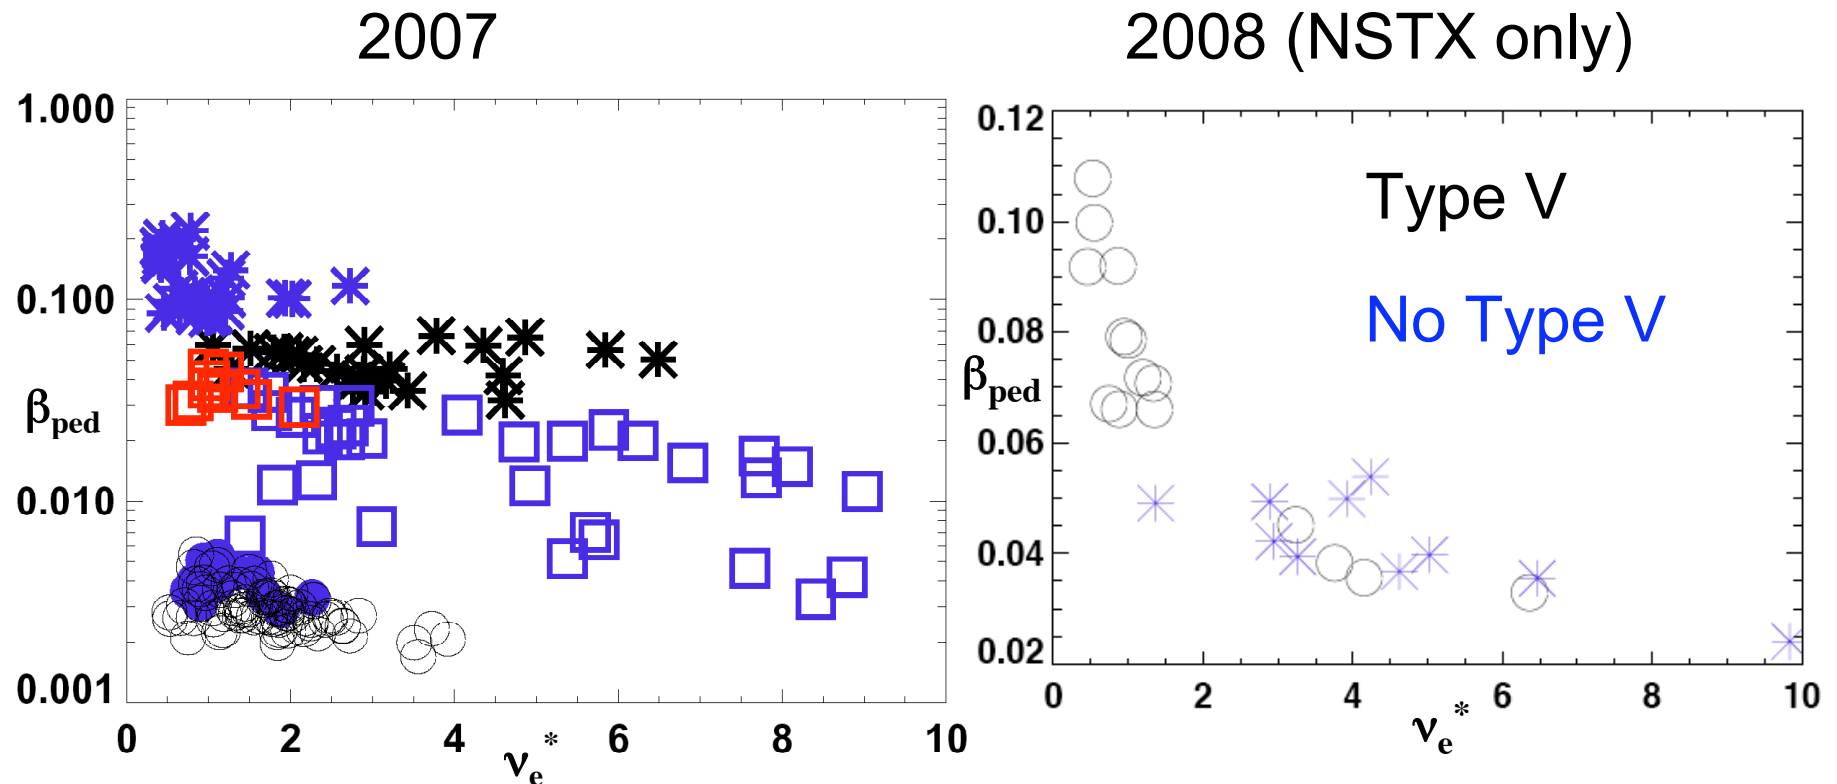 2007
1.000
0.100
0.010
0.001
βped
0 2 4 6 8 10
νe*
2008 (NSTX only)
0.12
0.10
0.08
0.06
0.04
0.02
βped
Type V
No Type V
0 2 4 6 8 10
νe*